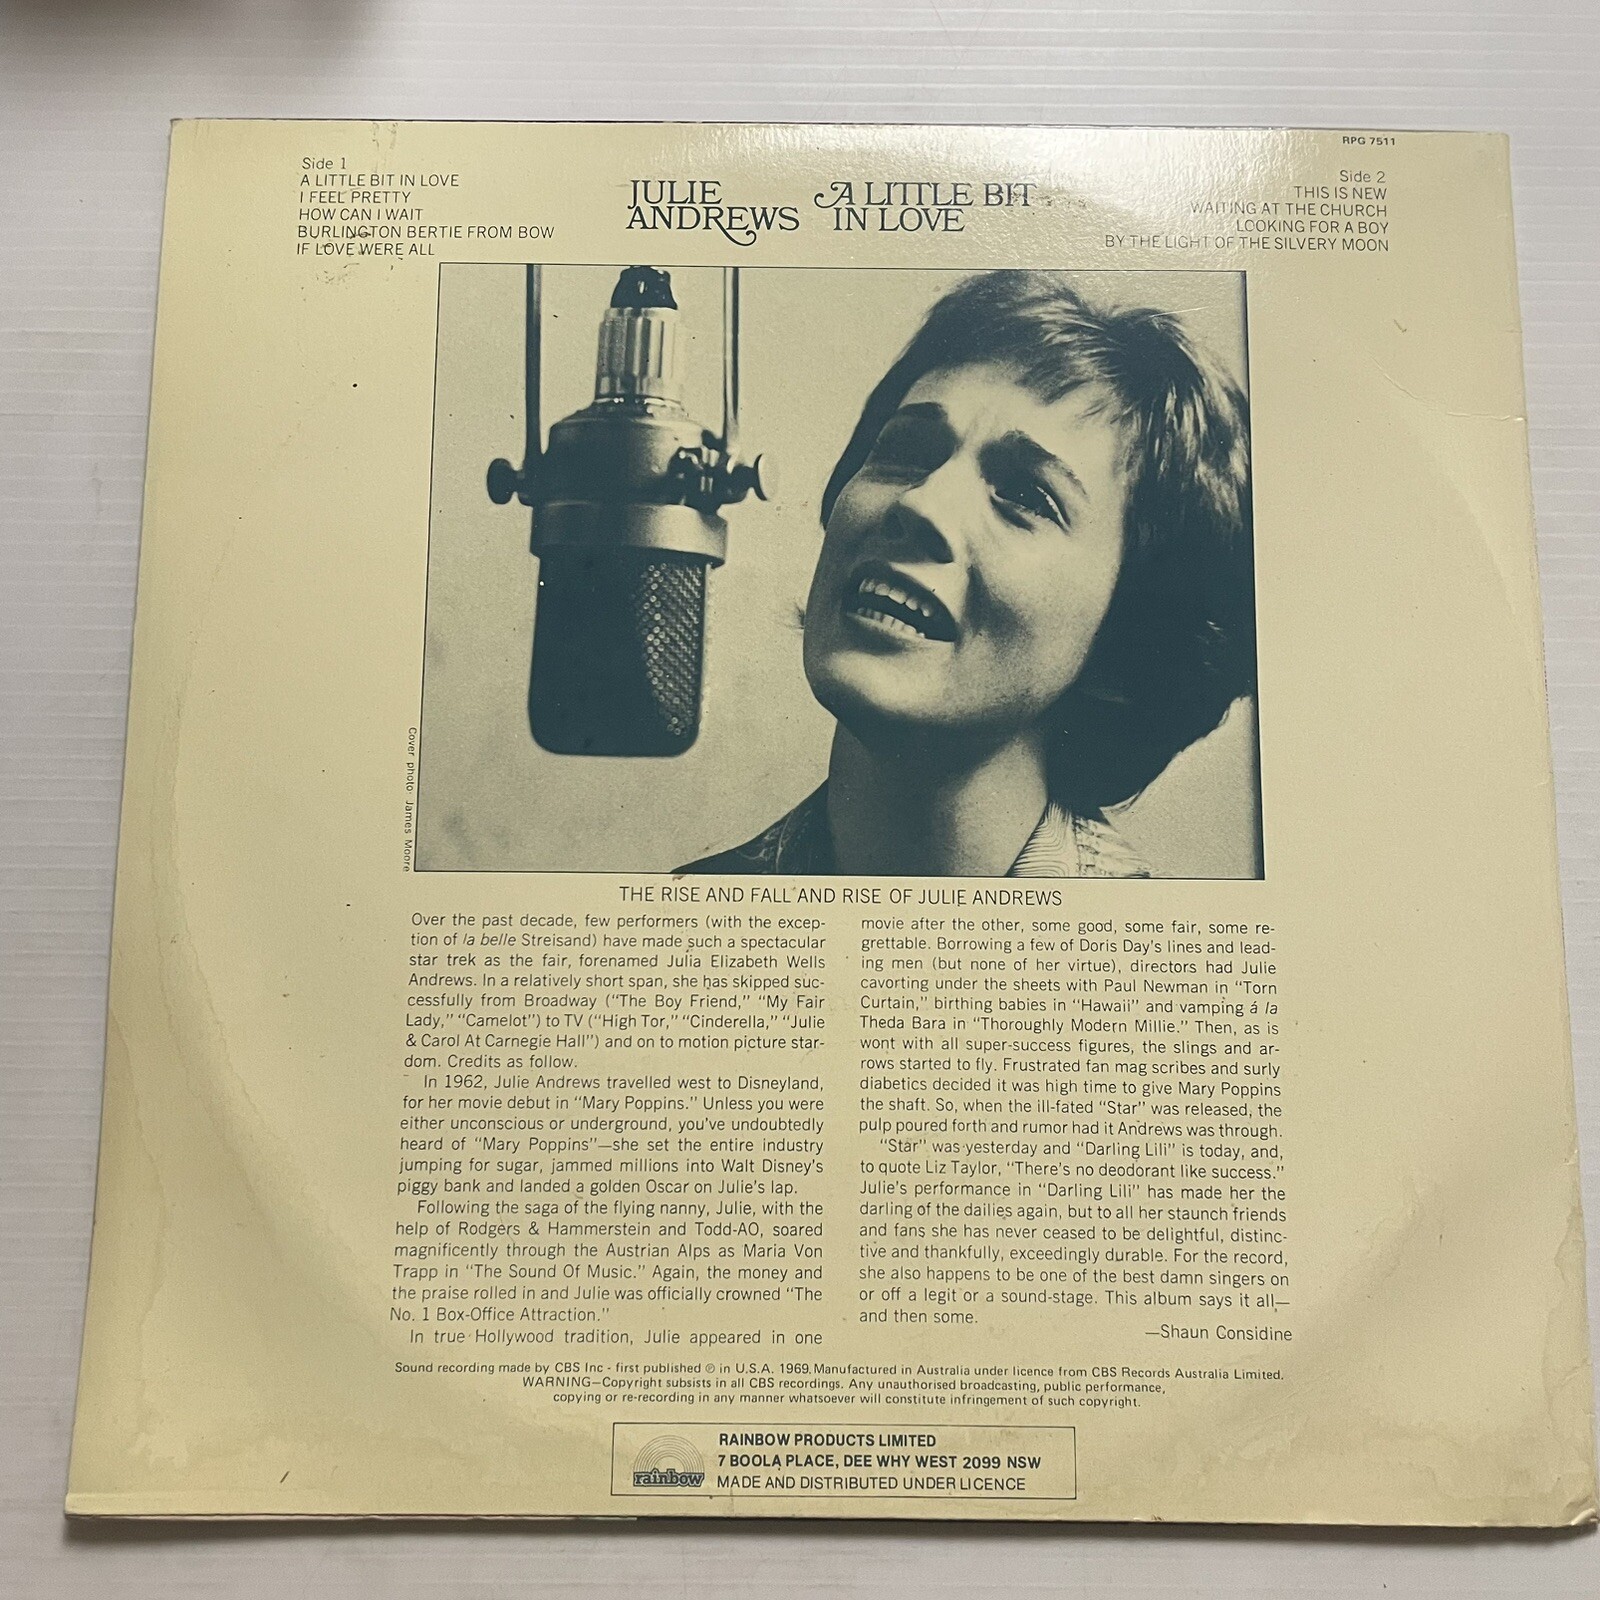 RPG 7511
Side 1
A LITTLE BIT IN LOVE
I FEEL PRETTY
HOW CAN I WAIT
BURLINGTON BERTIE FROM BOW
IF LOVE WERE ALL
JULIE
ANDREWS
A LITTLE BIT
IN LOVE
Side 2
THIS IS NEW
WAITING AT THE CHURCH
LOOKING FOR A BOY
BY THE LIGHT OF THE SILVERY MOON
Cover photo: James Moore
THE RISE AND FALL AND RISE OF JULIE ANDREWS
Over the past decade, few performers (with the excep-
tion of la belle Streisand) have made such a spectacular
star trek as the fair, forenamed Julia Elizabeth Wells
Andrews. In a relatively short span, she has skipped suc-
cessfully from Broadway ("The Boy Friend," "My Fair
Lady," "Camelot") to TV ("High Tor," "Cinderella," "Julie
& Carol At Carnegie Hall") and on to motion picture star-
dom. Credits as follow.
In 1962, Julie Andrews travelled west to Disneyland,
for her movie debut in "Mary Poppins." Unless you were
either unconscious or underground, you've undoubtedly
heard of "Mary Poppins"—she set the entire industry
jumping for sugar, jammed millions into Walt Disney's
piggy bank and landed a golden Oscar on Julie's lap.
Following the saga of the flying nanny, Julie, with the
help of Rodgers & Hammerstein and Todd-AO, soared
magnificently through the Austrian Alps as Maria Von
Trapp in "The Sound Of Music." Again, the money and
the praise rolled in and Julie was officially crowned "The
No. 1 Box-Office Attraction."
In true Hollywood tradition, Julie appeared in one
movie after the other, some good, some fair, some re-
grettable. Borrowing a few of Doris Day's lines and lead-
ing men (but none of her virtue), directors had Julie
cavorting under the sheets with Paul Newman in "Torn
Curtain," birthing babies in "Hawaii" and vamping á la
Theda Bara in "Thoroughly Modern Millie." Then, as is
wont with all super-success figures, the slings and ar-
rows started to fly. Frustrated fan mag scribes and surly
diabetics decided it was high time to give Mary Poppins
the shaft. So, when the ill-fated "Star" was released, the
pulp poured forth and rumor had it Andrews was through.
"Star" was yesterday and "Darling Lili" is today, and,
to quote Liz Taylor, "There's no deodorant like success."
Julie's performance in "Darling Lili" has made her the
darling of the dailies again, but to all her staunch friends
and fans she has never ceased to be delightful, distinc-
tive and thankfully, exceedingly durable. For the record,
she also happens to be one of the best damn singers on
or off a legit or a sound-stage. This album says it all—
and then some.
—Shaun Considine
Sound recording made by CBS Inc - first published ℗ in U.S.A. 1969. Manufactured in Australia under licence from CBS Records Australia Limited.
WARNING—Copyright subsists in all CBS recordings. Any unauthorised broadcasting, public performance,
copying or re-recording in any manner whatsoever will constitute infringement of such copyright.
rainbow
RAINBOW PRODUCTS LIMITED
7 BOOLA PLACE, DEE WHY WEST 2099 NSW
MADE AND DISTRIBUTED UNDER LICENCE